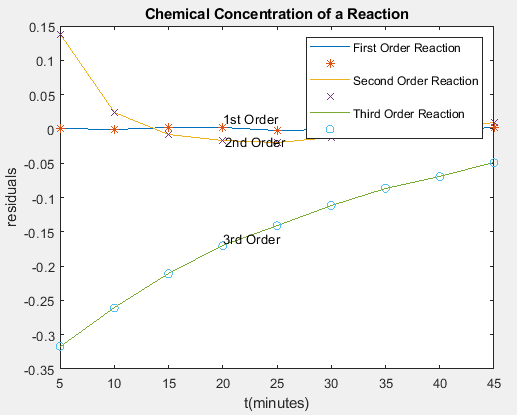 Chemical Concentration of a Reaction
0.15
0.1
0.05
0
-0.05
-0.1
-0.15
-0.2
-0.25
-0.3
-0.35
residuals
First Order Reaction
Second Order Reaction
Third Order Reaction
1st Order
2nd Order
3rd Order
5 10 15 20 25 30 35 40 45
t(minutes)